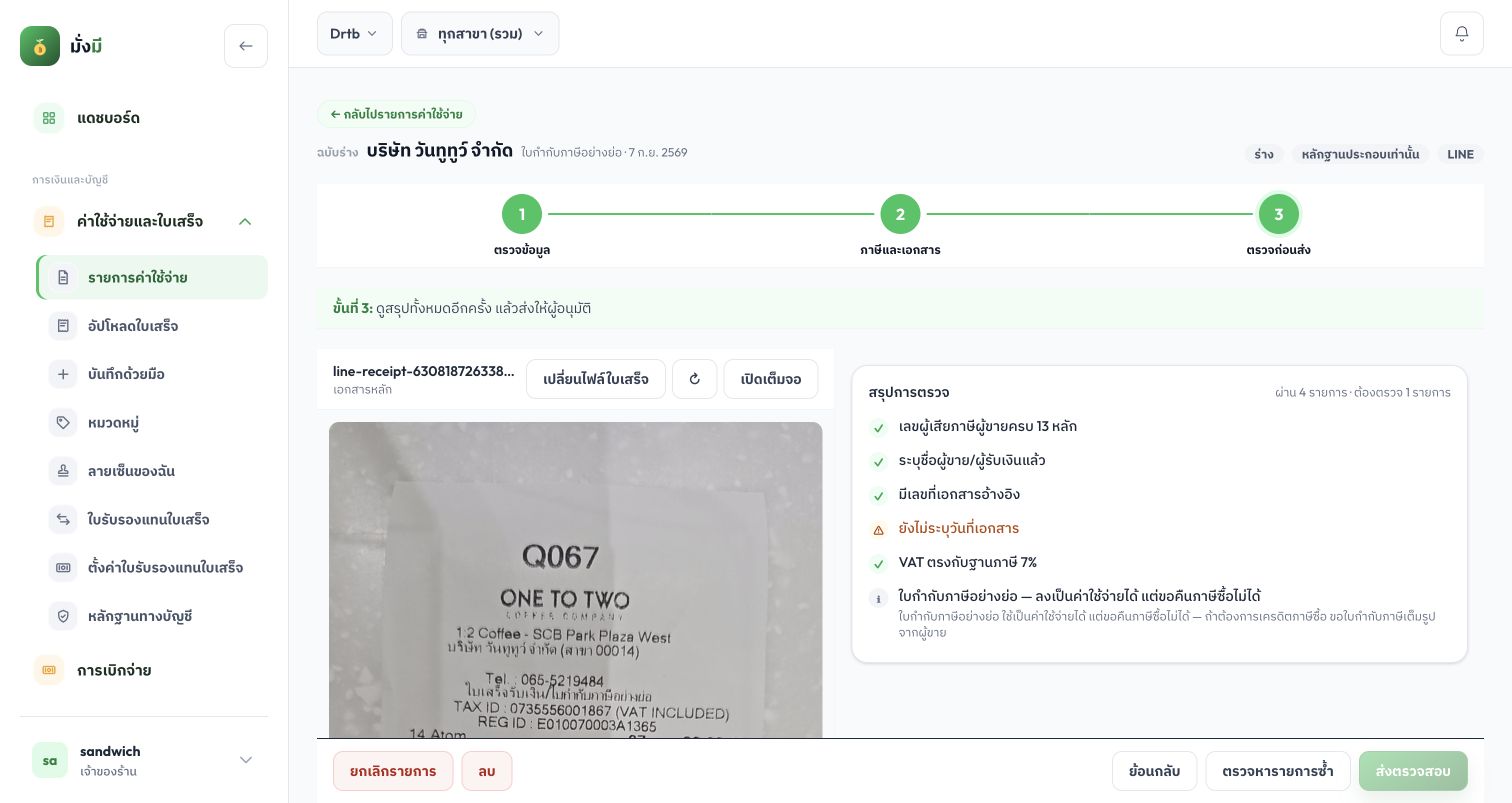 มั่งมี
Drtb
ทุกสาขา (รวม)
แดชบอร์ด
การเงินและบัญชี
ค่าใช้จ่ายและใบเสร็จ
รายการค่าใช้จ่าย
อัปโหลดใบเสร็จ
บันทึกด้วยมือ
หมวดหมู่
ลายเซ็นของฉัน
ใบรับรองแทนใบเสร็จ
ตั้งค่าใบรับรองแทนใบเสร็จ
หลักฐานทางบัญชี
การเบิกจ่าย
sa
sandwich
เจ้าของร้าน
← กลับไปรายการค่าใช้จ่าย
ฉบับร่าง บริษัท วันทูทูว์ จำกัด ใบกำกับภาษีอย่างย่อ · 7 ก.ย. 2569
ร่าง หลักฐานประกอบเท่านั้น LINE
1 2 3
ตรวจข้อมูล ภาษีและเอกสาร ตรวจก่อนส่ง
ขั้นที่ 3: ดูสรุปทั้งหมดอีกครั้ง แล้วส่งให้ผู้อนุมัติ
line-receipt-630818726338...
เอกสารหลัก
เปลี่ยนไฟล์ใบเสร็จ
เปิดเต็มจอ
Q067
ONE TO TWO
COFFEE COMPANY
1:2 Coffee - SCB Park Plaza West
บริษัท วันทูทูว์ จำกัด (สาขา 00014)
Tel. : 065-5219484
ใบเสร็จรับเงิน/ใบกำกับภาษีอย่างย่อ
TAX ID : 0735556001867 (VAT INCLUDED)
REG ID : E010070003A1365
14 Atom
สรุปการตรวจ
ผ่าน 4 รายการ · ต้องตรวจ 1 รายการ
เลขผู้เสียภาษีผู้ขายครบ 13 หลัก
ระบุชื่อผู้ขาย/ผู้รับเงินแล้ว
มีเลขที่เอกสารอ้างอิง
ยังไม่ระบุวันที่เอกสาร
VAT ตรงกับฐานภาษี 7%
ใบกำกับภาษีอย่างย่อ — ลงเป็นค่าใช้จ่ายได้ แต่ขอคืนภาษีซื้อไม่ได้
ใบกำกับภาษีอย่างย่อ ใช้เป็นค่าใช้จ่ายได้ แต่ขอคืนภาษีซื้อไม่ได้ — ถ้าต้องการเครดิตภาษีซื้อ ขอใบกำกับภาษีเต็มรูป
จากผู้ขาย
ยกเลิกรายการ
ลบ
ย้อนกลับ
ตรวจหารายการซ้ำ
ส่งตรวจสอบ